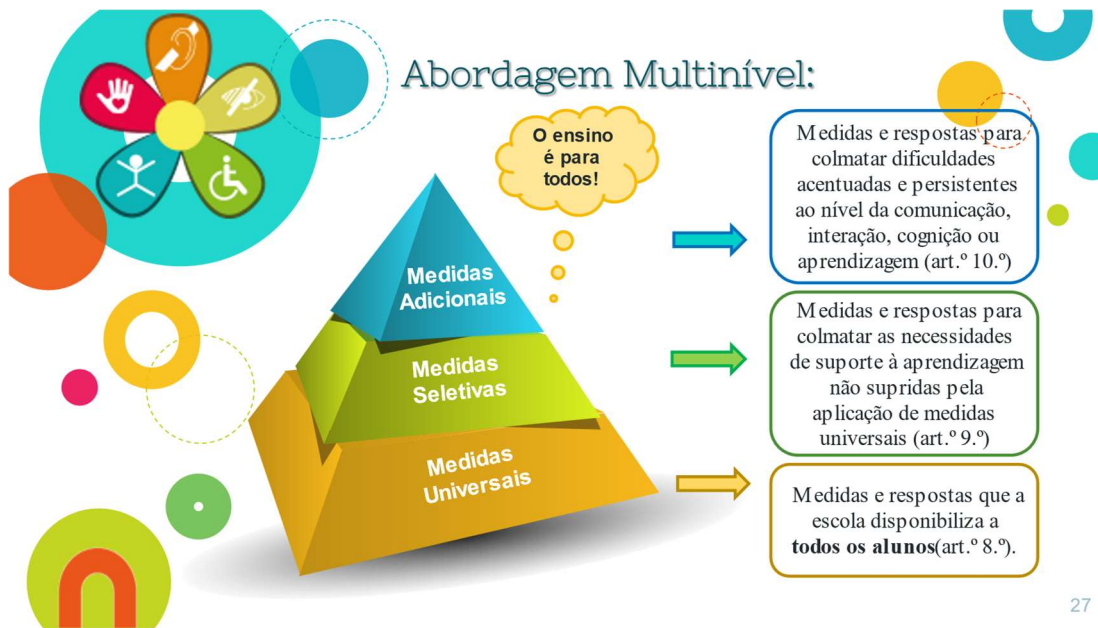 Abordagem Multinível:
O ensino
é para
todos!
Medidas
Adicionais
Medidas
Seletivas
Medidas
Universais
Medidas e respostas para
colmatar dificuldades
acentuadas e persistentes
ao nível da comunicação,
interação, cognição ou
aprendizagem (art.º 10.º)
Medidas e respostas para
colmatar as necessidades
de suporte à aprendizagem
não supridas pela
aplicação de medidas
universais (art.º 9.º)
Medidas e respostas que a
escola disponibiliza a
todos os alunos(art.º 8.º).
27